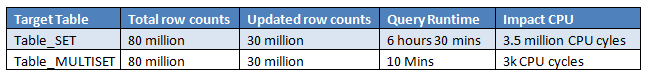 Target Table Total row counts Updated row counts Query Runtime Impact CPU
Table_SET 80 million 30 million 6 hours 30 mins 3.5 million CPU cyles
Table_MULTISET 80 million 30 million 10 Mins 3k CPU cycles